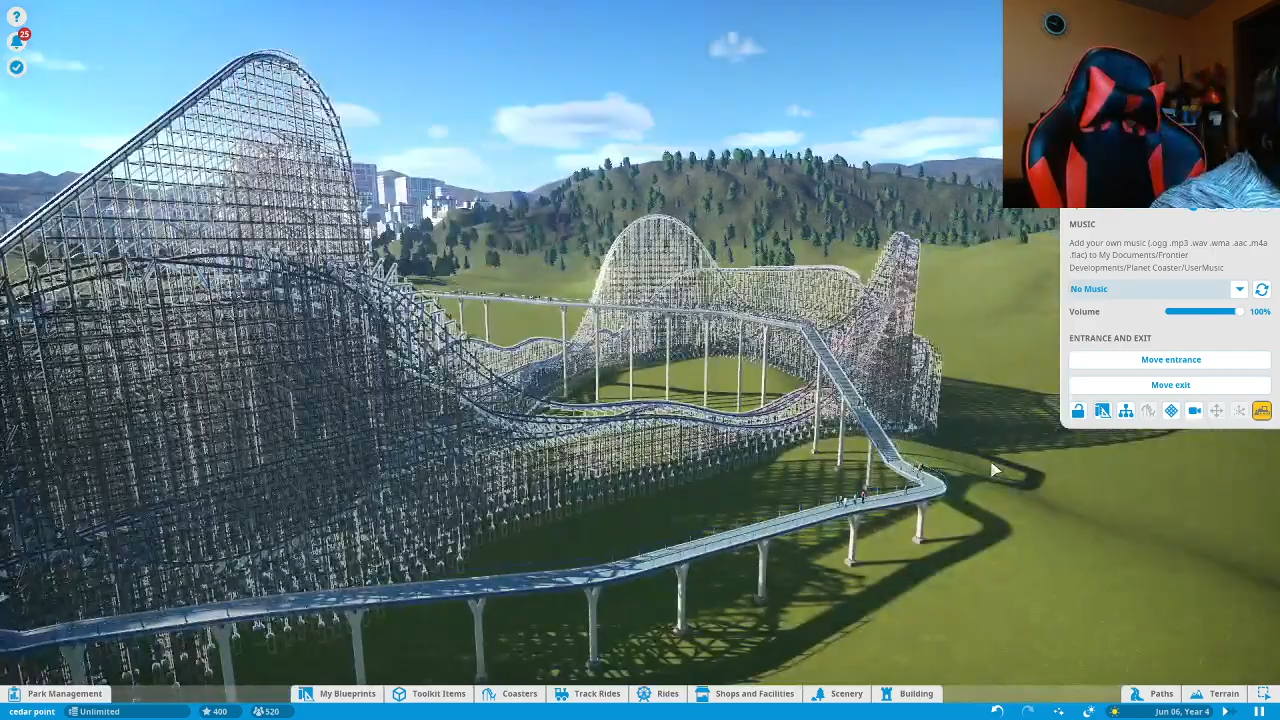 ?
25
MUSIC
Add your own music (.ogg .mp3 .wav .wma .aac .m4a
.flac) to My Documents/Frontier
Developments/Planet Coaster/UserMusic
No Music
Volume 100%
ENTRANCE AND EXIT
Move entrance
Move exit
Park Management My Blueprints Toolkit Items Coasters Track Rides Rides Shops and Facilities Scenery Building Paths Terrain
cedar point Unlimited 400 520 Jun 06, Year 4